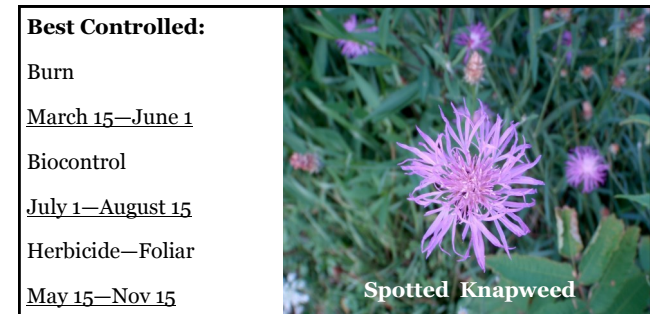 Best Controlled:
Burn
March 15—June 1
Biocontrol
July 1—August 15
Herbicide—Foliar
May 15—Nov 15
Spotted Knapweed